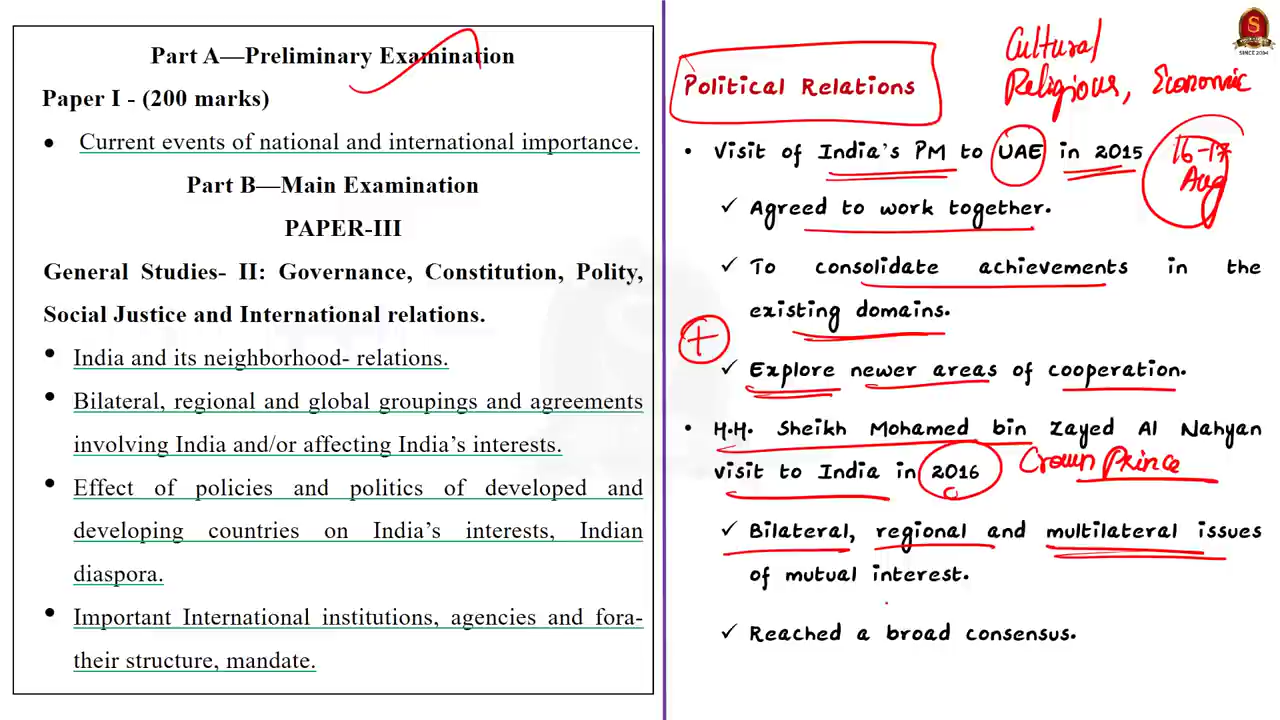 Part A—Preliminary Examination
Paper I - (200 marks)
• Current events of national and international importance.
Part B—Main Examination
PAPER-III
General Studies- II: Governance, Constitution, Polity,
Social Justice and International relations.
• India and its neighborhood- relations.
• Bilateral, regional and global groupings and agreements
involving India and/or affecting India's interests.
• Effect of policies and politics of developed and
developing countries on India's interests, Indian
diaspora.
• Important International institutions, agencies and fora-
their structure, mandate.
Cultural
Religious, Economic
Political Relations
• Visit of India's PM to UAE in 2015
16-17
Aug
✓ Agreed to work together.
✓ To consolidate achievements in the
existing domains.
+
✓ Explore newer areas of cooperation.
• H.H. Sheikh Mohamed bin Zayed Al Nahyan
visit to India in 2016 Crown Prince
✓ Bilateral, regional and multilateral issues
of mutual interest.
✓ Reached a broad consensus.
S
SINCE 2004